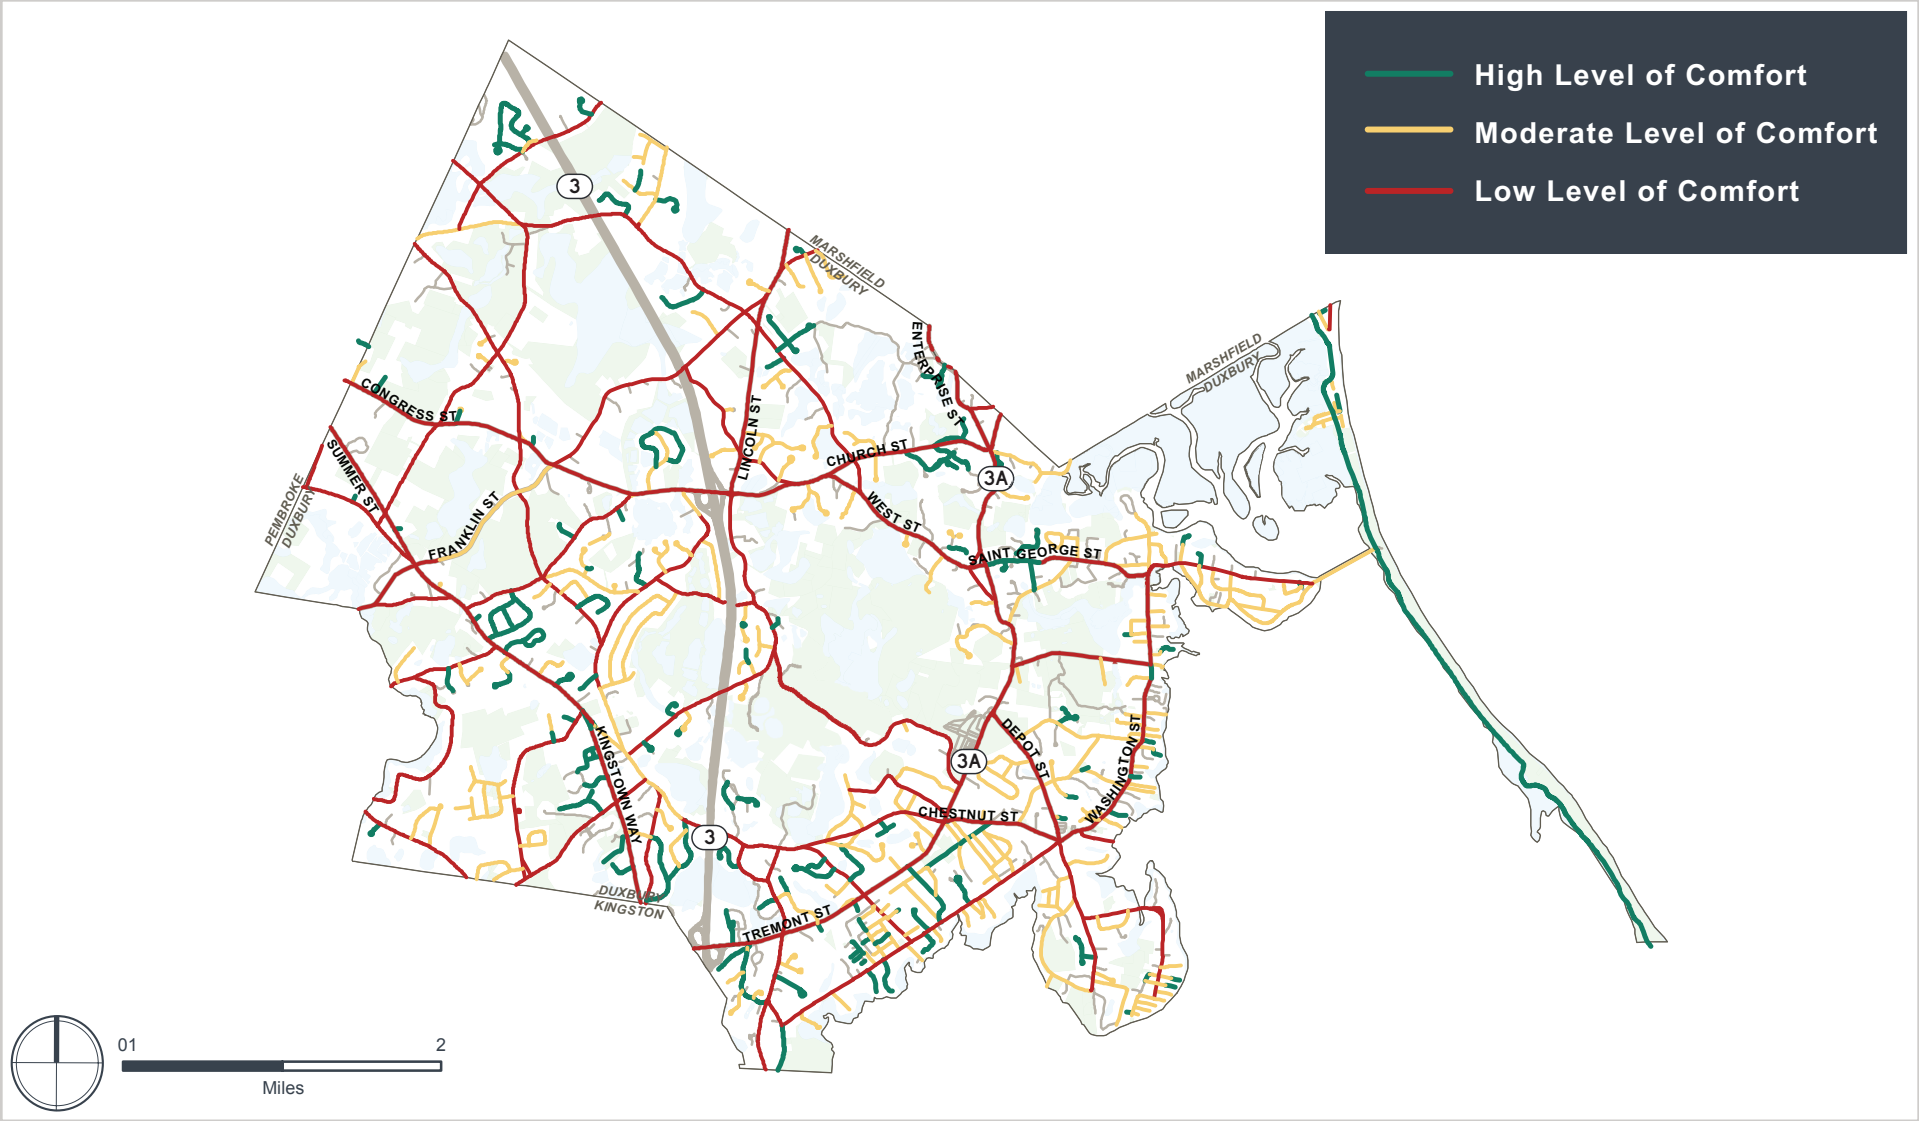 High Level of Comfort
Moderate Level of Comfort
Low Level of Comfort
3
MARSHFIELD
DUXBURY
ENTERPRISE ST
MARSHFIELD
DUXBURY
CONGRESS ST
LINCOLN ST
SUMMER ST
CHURCH ST
3A
PEMBROKE
DUXBURY
FRANKLIN ST
WEST ST
SAINT GEORGE ST
KINGSTOWN WAY
DEPOT ST
WASHINGTON ST
3A
CHESTNUT ST
3
DUXBURY
KINGSTON
TREMONT ST
01 2
Miles